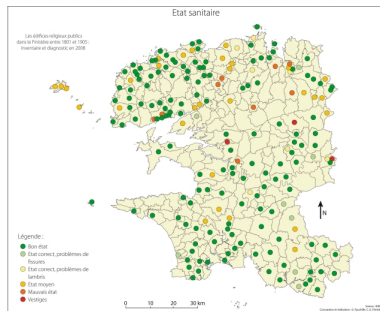 Etat sanitaire
Les édifices religieux publics
dans le Finistère entre 1801 et 1905 :
inventaire et diagnostic en 2008
N
Légende :
Bon état
Etat correct, problèmes de
fissures
Etat correct, problèmes de
lambris
Etat moyen
Mauvais état
Vestiges
0 10 20 30 km